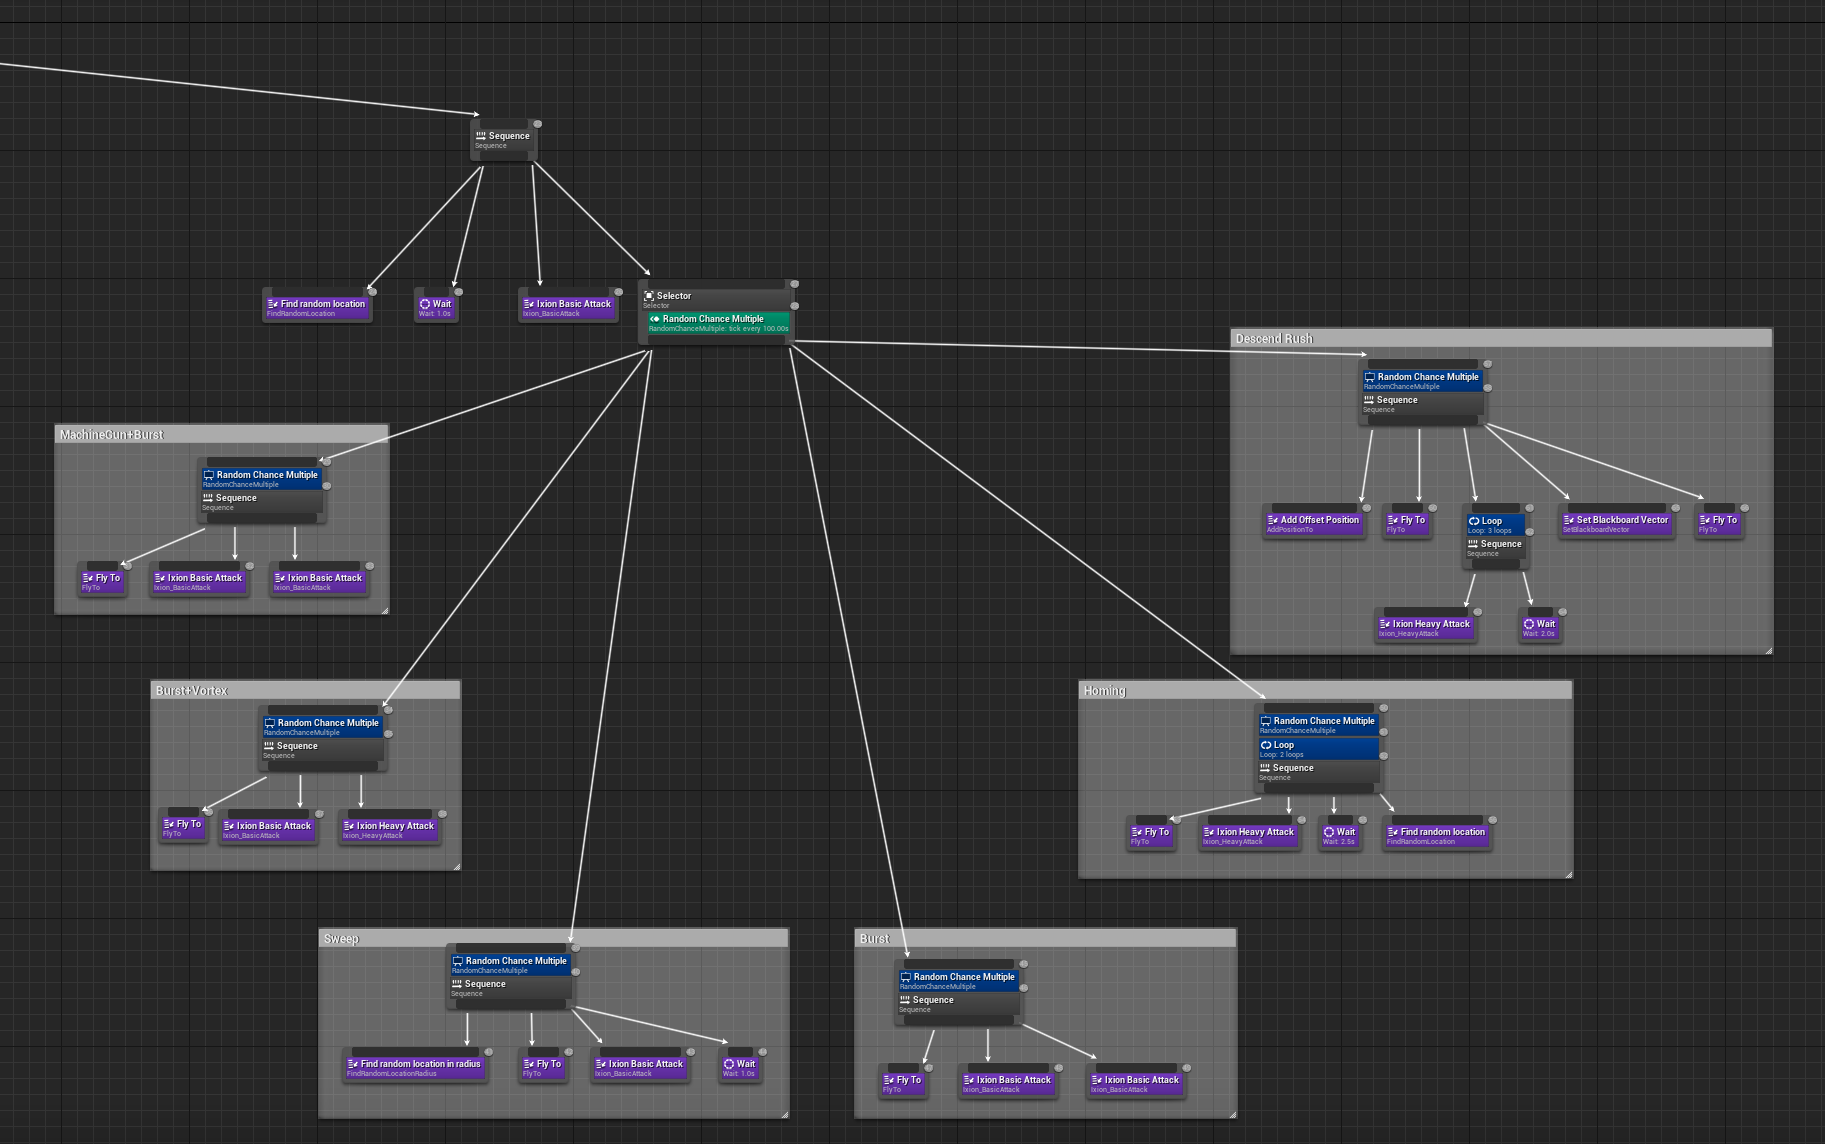 Sequence
Sequence
Find random location
FindRandomLocation
Wait
Wait: 1.0s
Ixion Basic Attack
Ixion_BasicAttack
Selector
Selector
Random Chance Multiple
RandomChanceMultiple: tick every 100.00s
Descend Rush
Random Chance Multiple
RandomChanceMultiple
Sequence
Sequence
Add Offset Position
AddPositionTo
Fly To
FlyTo
Loop
Loop: 3 loops
Sequence
Sequence
Set Blackboard Vector
SetBlackboardVector
Fly To
FlyTo
Ixion Heavy Attack
Ixion_HeavyAttack
Wait
Wait: 2.0s
MachineGun+Burst
Random Chance Multiple
RandomChanceMultiple
Sequence
Sequence
Fly To
FlyTo
Ixion Basic Attack
Ixion_BasicAttack
Ixion Basic Attack
Ixion_BasicAttack
Burst+Vortex
Random Chance Multiple
RandomChanceMultiple
Sequence
Sequence
Fly To
FlyTo
Ixion Basic Attack
Ixion_BasicAttack
Ixion Heavy Attack
Ixion_HeavyAttack
Homing
Random Chance Multiple
RandomChanceMultiple
Loop
Loop: 2 loops
Sequence
Sequence
Fly To
FlyTo
Ixion Heavy Attack
Ixion_HeavyAttack
Wait
Wait: 2.5s
Find random location
FindRandomLocation
Sweep
Random Chance Multiple
RandomChanceMultiple
Sequence
Sequence
Find random location in radius
FindRandomLocationRadius
Fly To
FlyTo
Ixion Basic Attack
Ixion_BasicAttack
Wait
Wait: 1.0s
Burst
Random Chance Multiple
RandomChanceMultiple
Sequence
Sequence
Fly To
FlyTo
Ixion Basic Attack
Ixion_BasicAttack
Ixion Basic Attack
Ixion_BasicAttack